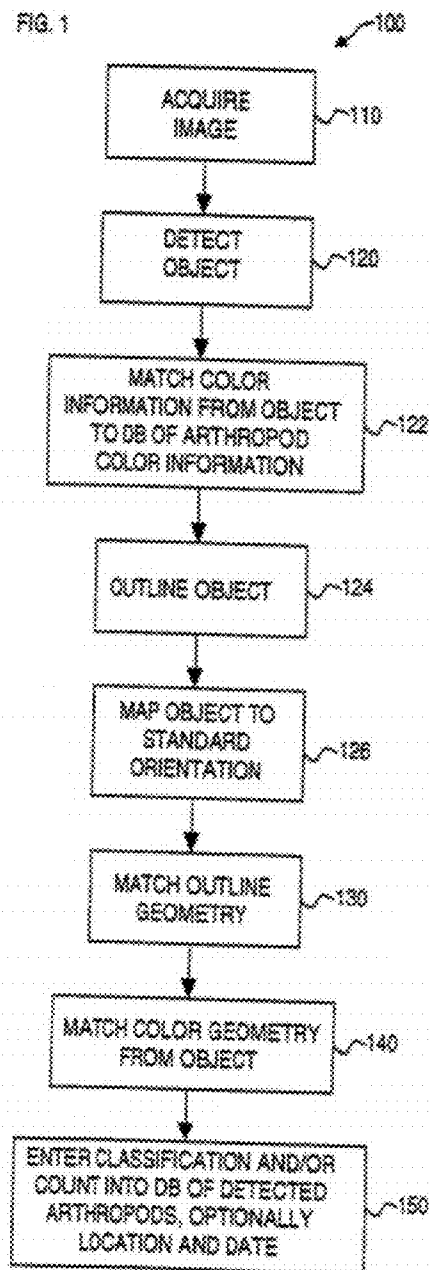 FIG. 1
100
ACQUIRE
IMAGE
110
DETECT
OBJECT
120
MATCH COLOR
INFORMATION FROM OBJECT
TO DB OF ARTHROPOD
COLOR INFORMATION
122
OUTLINE OBJECT
124
MAP OBJECT TO
STANDARD
ORIENTATION
126
MATCH OUTLINE
GEOMETRY
130
MATCH COLOR GEOMETRY
FROM OBJECT
140
ENTER CLASSIFICATION AND/OR
COUNT INTO DB OF DETECTED
ARTHROPODS, OPTIONALLY
LOCATION AND DATE
150